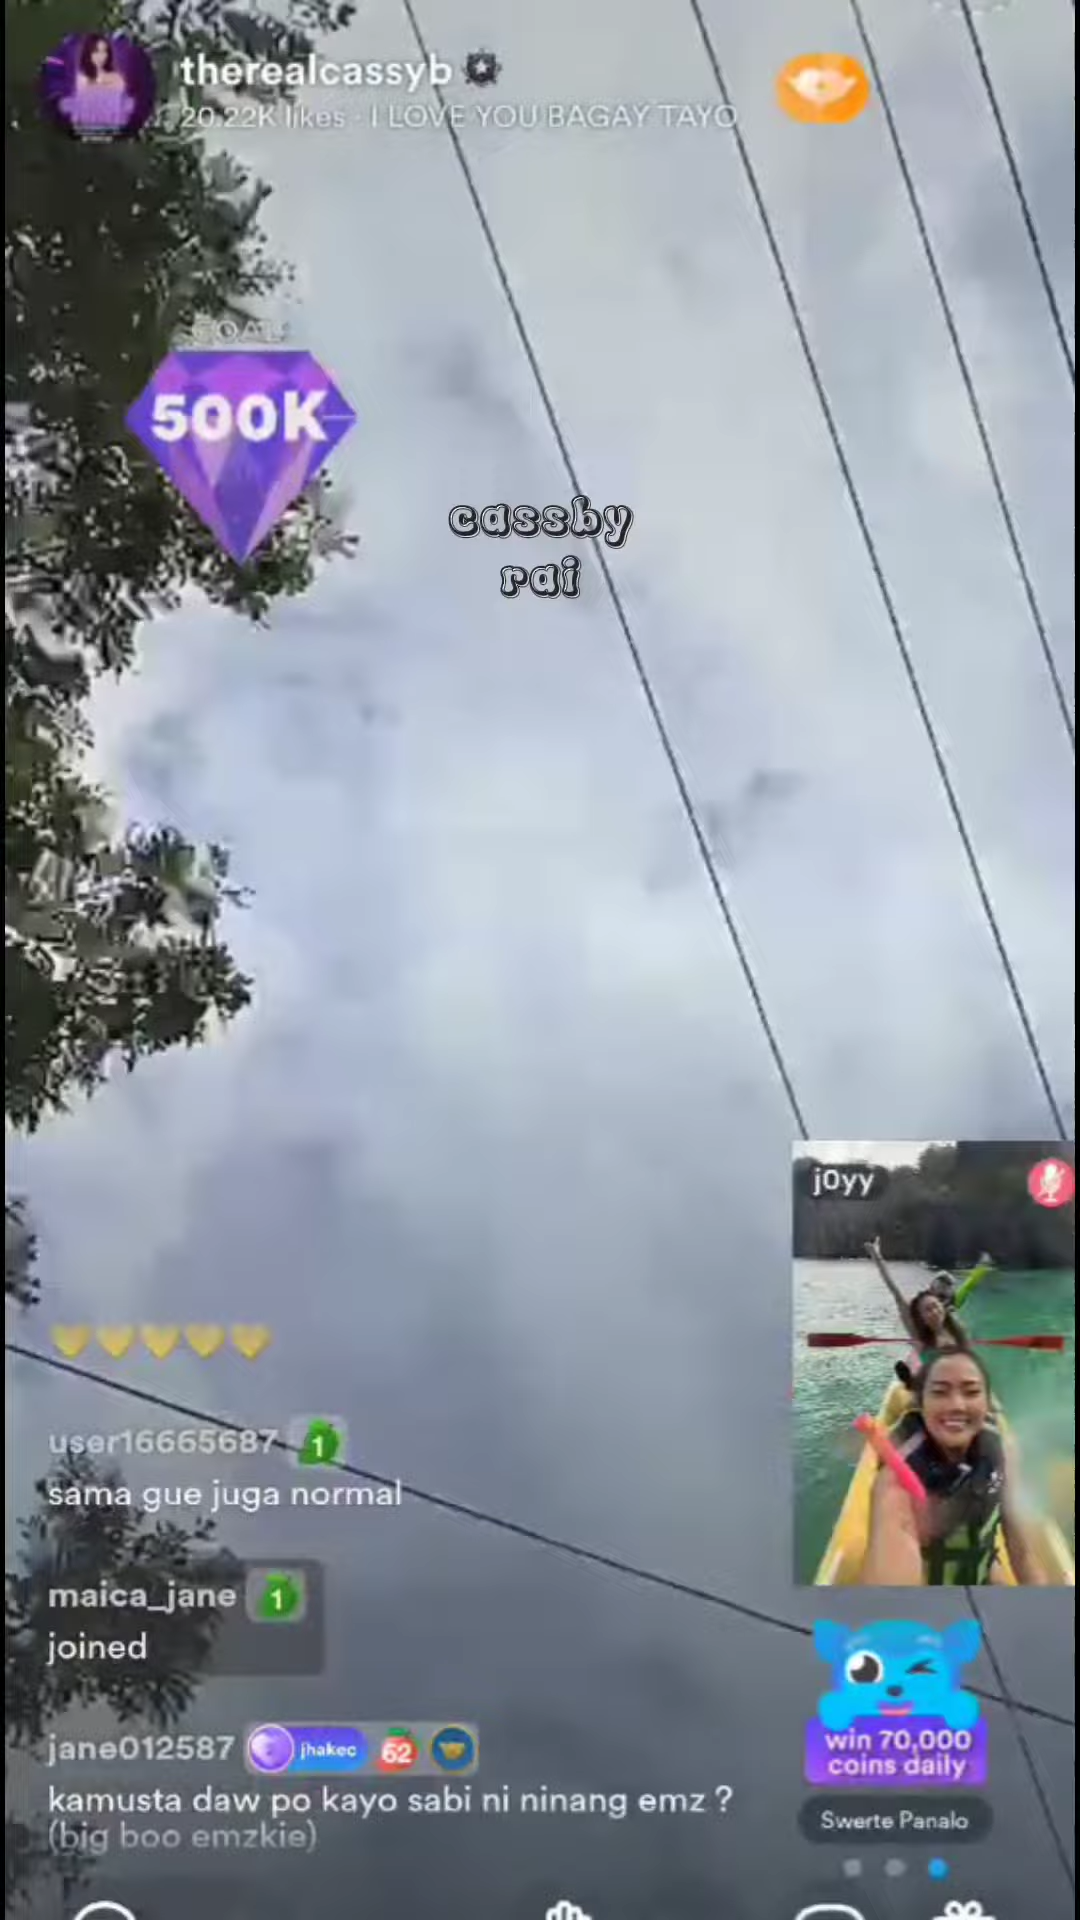 therealcassyb
20.22K likes · I LOVE YOU BAGAY TAYO
GOAL
500K
cassby
rai
j0yy
user16665687 1
sama gue juga normal
maica_jane 1
joined
jane012587 jhakec 62
kamusta daw po kayo sabi ni ninang emz ?
(big boo emzkie)
win 70,000
coins daily
Swerte Panalo